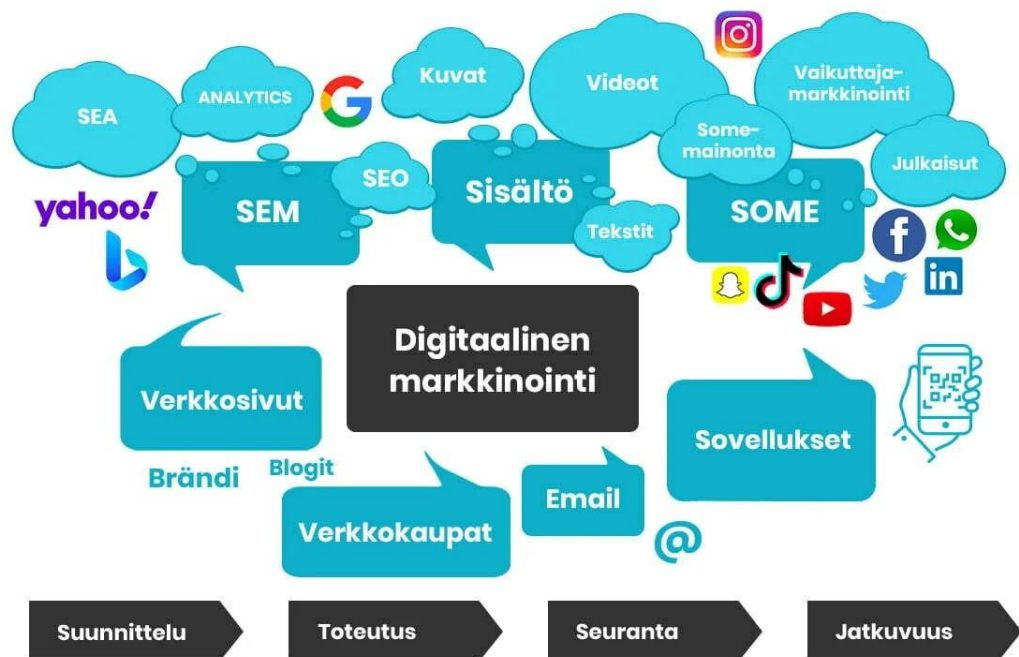 Kuvat
Videot
Vaikuttaja-
markkinointi
SEA
ANALYTICS
Some-
mainonta
Julkaisut
SEO
SEM
Sisältö
SOME
Tekstit
yahoo!
in
Digitaalinen
markkinointi
Verkkosivut
Sovellukset
Brändi
Blogit
Email
Verkkokaupat
@
Suunnittelu
Toteutus
Seuranta
Jatkuvuus